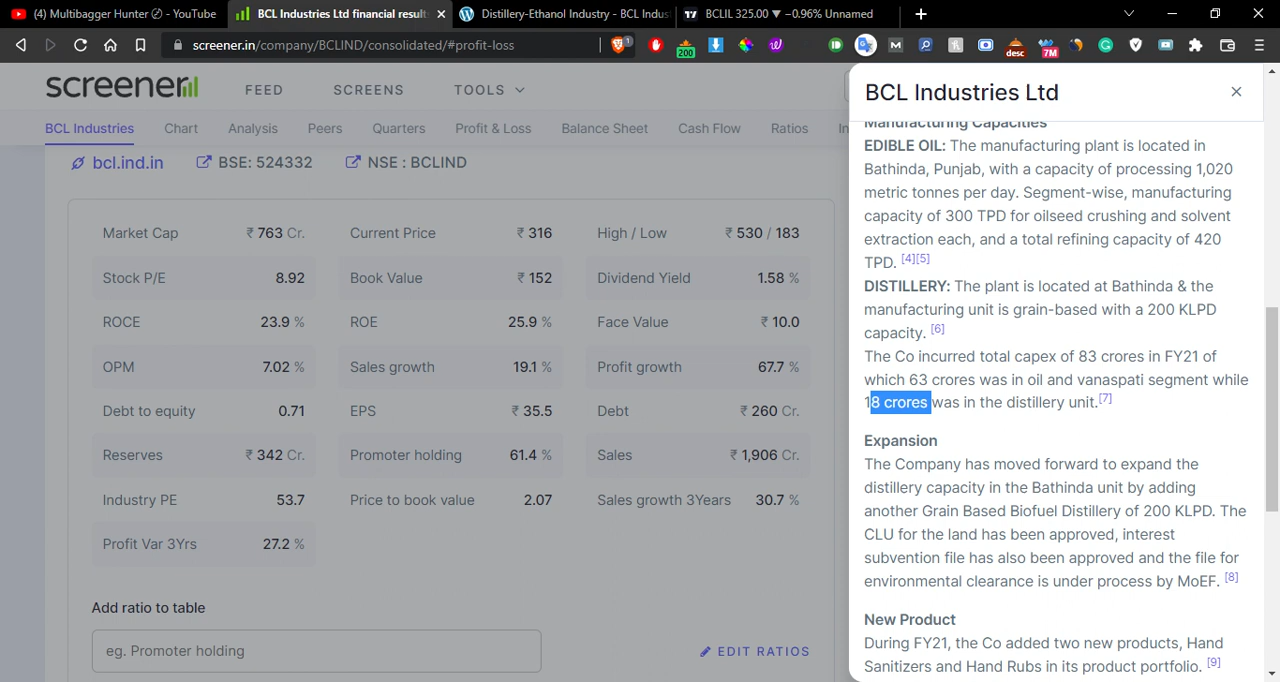 (4) Multibagger Hunter - YouTube
BCL Industries Ltd financial result
Distillery-Ethanol Industry - BCL Indus
BCLIL 325.00 ▼ −0.96% Unnamed
screener.in/company/BCLIND/consolidated/#profit-loss
1
200
desc
7M
screener
FEED
SCREENS
TOOLS
BCL Industries
Chart
Analysis
Peers
Quarters
Profit & Loss
Balance Sheet
Cash Flow
Ratios
In
bcl.ind.in
BSE: 524332
NSE : BCLIND
Market Cap ₹ 763 Cr.
Current Price ₹ 316
High / Low ₹ 530 / 183
Stock P/E 8.92
Book Value ₹ 152
Dividend Yield 1.58 %
ROCE 23.9 %
ROE 25.9 %
Face Value ₹ 10.0
OPM 7.02 %
Sales growth 19.1 %
Profit growth 67.7 %
Debt to equity 0.71
EPS ₹ 35.5
Debt ₹ 260 Cr.
Reserves ₹ 342 Cr.
Promoter holding 61.4 %
Sales ₹ 1,906 Cr.
Industry PE 53.7
Price to book value 2.07
Sales growth 3Years 30.7 %
Profit Var 3Yrs 27.2 %
Add ratio to table
eg. Promoter holding
EDIT RATIOS
BCL Industries Ltd
Manufacturing Capacities
EDIBLE OIL: The manufacturing plant is located in
Bathinda, Punjab, with a capacity of processing 1,020
metric tonnes per day. Segment-wise, manufacturing
capacity of 300 TPD for oilseed crushing and solvent
extraction each, and a total refining capacity of 420
TPD. [4][5]
DISTILLERY: The plant is located at Bathinda & the
manufacturing unit is grain-based with a 200 KLPD
capacity. [6]
The Co incurred total capex of 83 crores in FY21 of
which 63 crores was in oil and vanaspati segment while
18 crores was in the distillery unit.[7]
Expansion
The Company has moved forward to expand the
distillery capacity in the Bathinda unit by adding
another Grain Based Biofuel Distillery of 200 KLPD. The
CLU for the land has been approved, interest
subvention file has also been approved and the file for
environmental clearance is under process by MoEF. [8]
New Product
During FY21, the Co added two new products, Hand
Sanitizers and Hand Rubs in its product portfolio. [9]